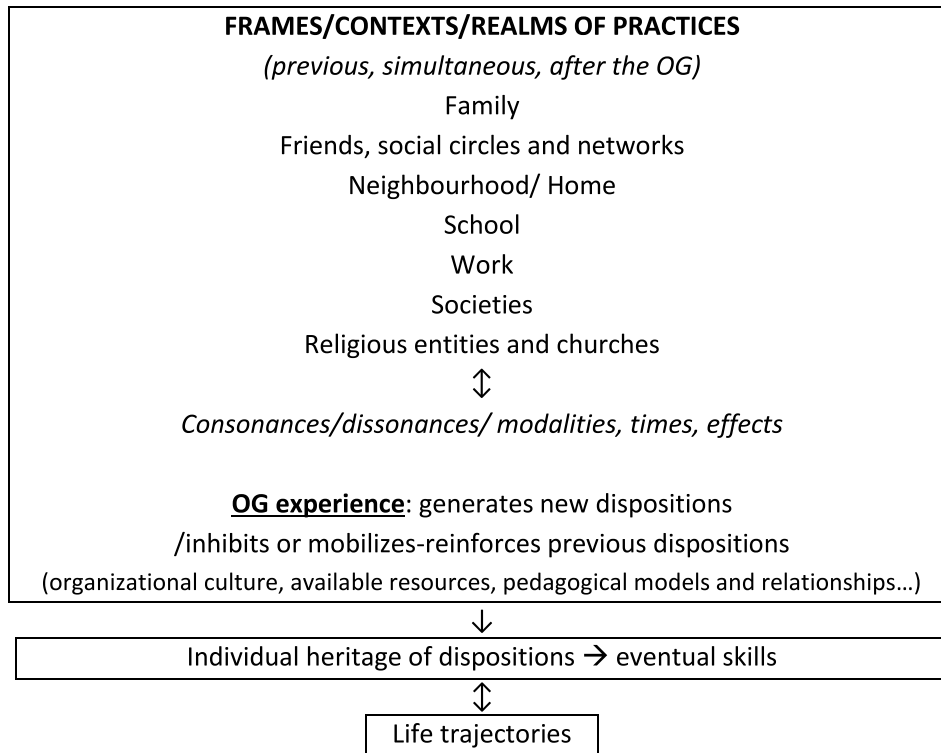 FRAMES/CONTEXTS/REALMS OF PRACTICES
(previous, simultaneous, after the OG)
Family
Friends, social circles and networks
Neighbourhood/ Home
School
Work
Societies
Religious entities and churches
↕
Consonances/dissonances/ modalities, times, effects
OG experience: generates new dispositions
/inhibits or mobilizes-reinforces previous dispositions
(organizational culture, available resources, pedagogical models and relationships…)
↓
Individual heritage of dispositions → eventual skills
↕
Life trajectories